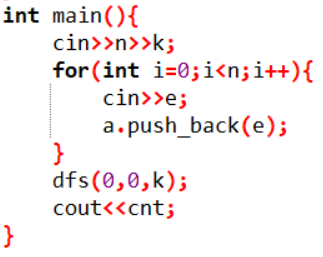 int main(){
    cin>>n>>k;
    for(int i=0;i<n;i++){
        cin>>e;
        a.push_back(e);
    }
    dfs(0,0,k);
    cout<<cnt;
}